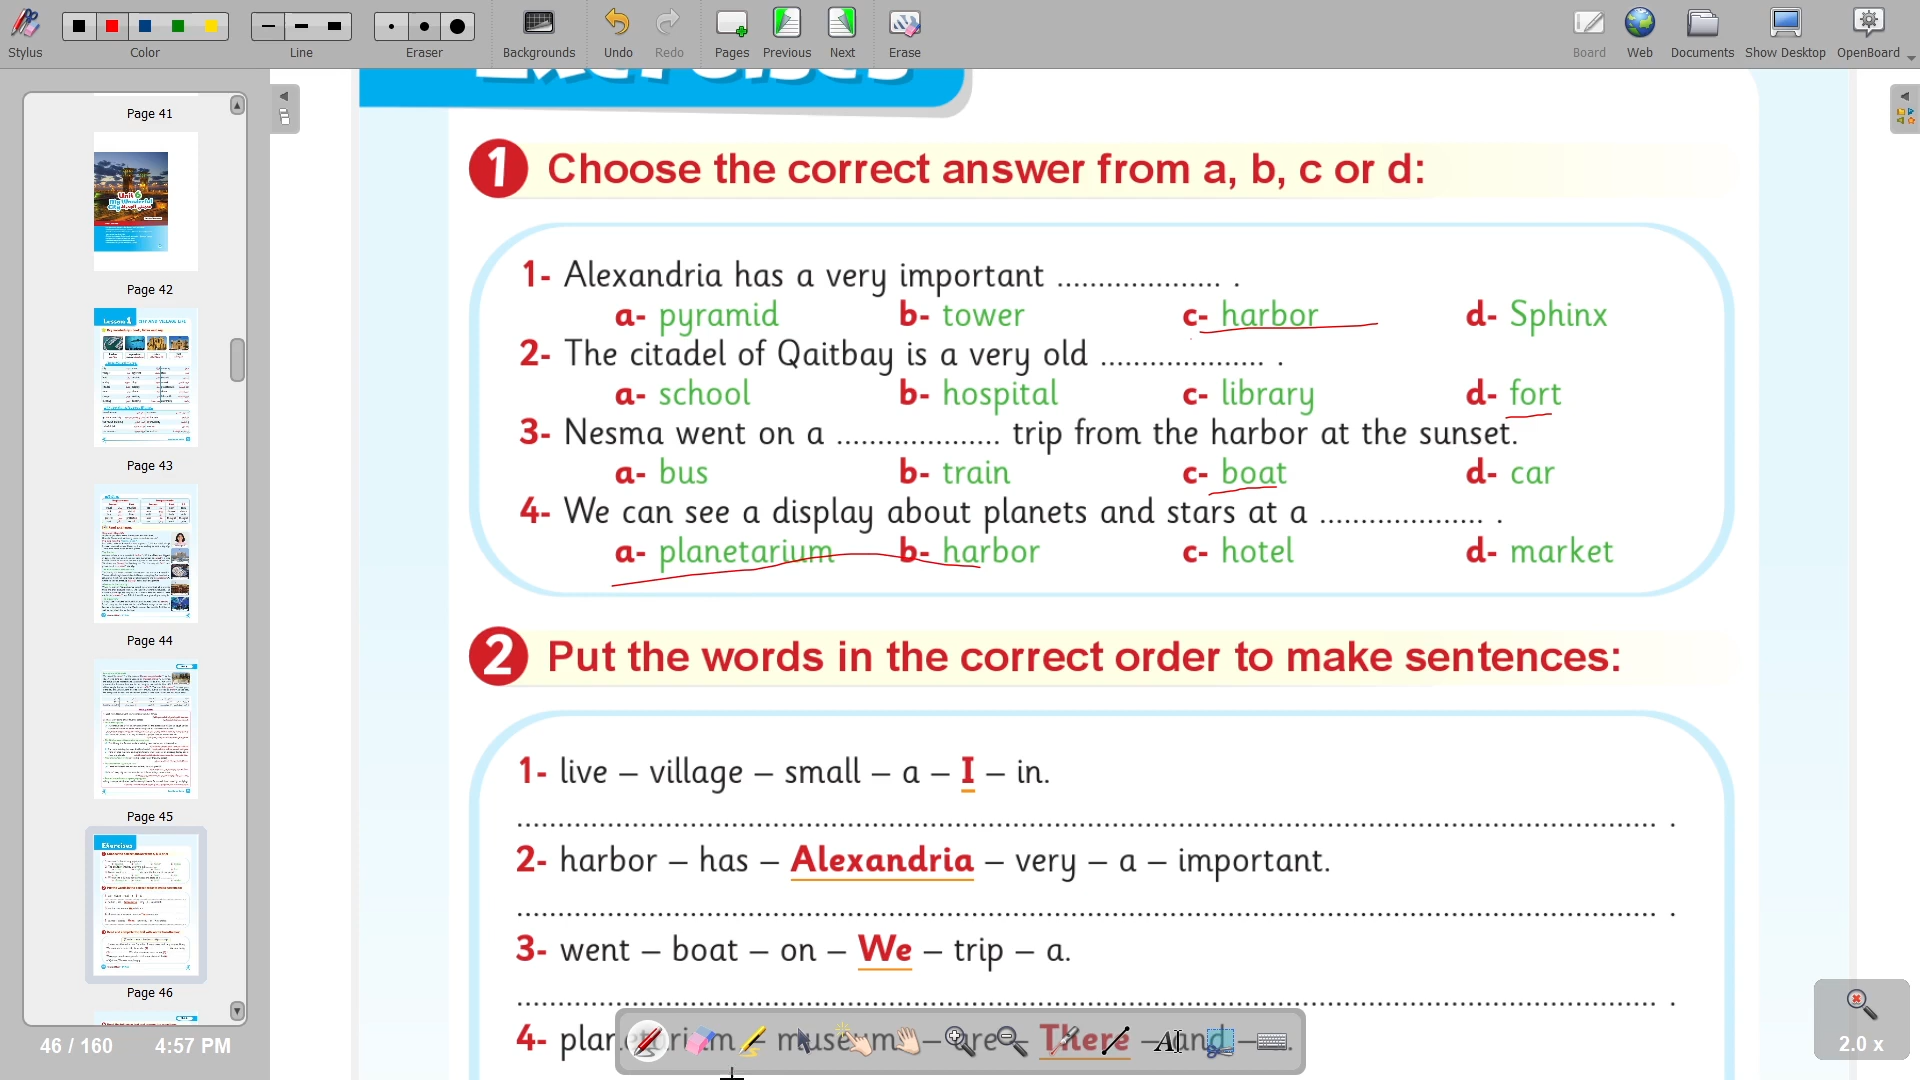 Stylus
Color
Line
Eraser
Backgrounds
Undo
Redo
Pages
Previous
Next
Erase
Board
Web
Documents
Show Desktop
OpenBoard
Page 41
Page 42
Page 43
Page 44
Page 45
Page 46
46 / 160 4:57 PM
Exercises
1 Choose the correct answer from a, b, c or d:
1- Alexandria has a very important .................... .
a- pyramid b- tower c- harbor d- Sphinx
2- The citadel of Qaitbay is a very old .................... .
a- school b- hospital c- library d- fort
3- Nesma went on a .................... trip from the harbor at the sunset.
a- bus b- train c- boat d- car
4- We can see a display about planets and stars at a .................... .
a- planetarium b- harbor c- hotel d- market
2 Put the words in the correct order to make sentences:
1- live – village – small – a – I – in.
2- harbor – has – Alexandria – very – a – important.
3- went – boat – on – We – trip – a.
4- There – and –
2.0 x